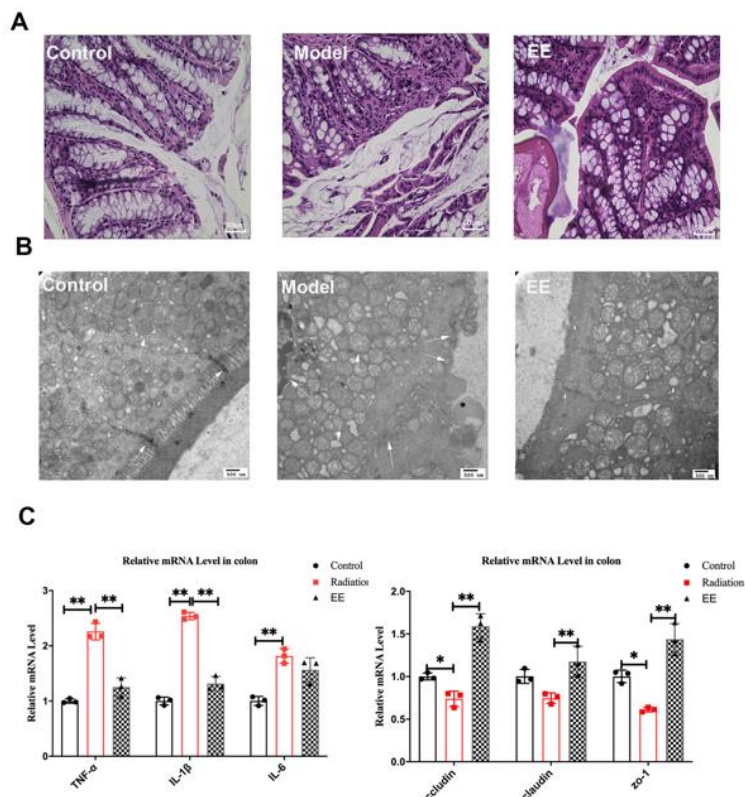 A
Control
Model
EE
B
Control
Model
EE
500 nm
500 nm
500 nm
C
Relative mRNA Level in colon
Relative mRNA Level
3
2
1
0
**
**
**
**
**
TNF-α
IL-1β
IL-6
Control
Radiation
EE
Relative mRNA Level in colon
Relative mRNA Level
2.0
1.5
1.0
0.5
0.0
*
**
**
*
**
ccludin
claudin
zo-1
Control
Radiation
EE